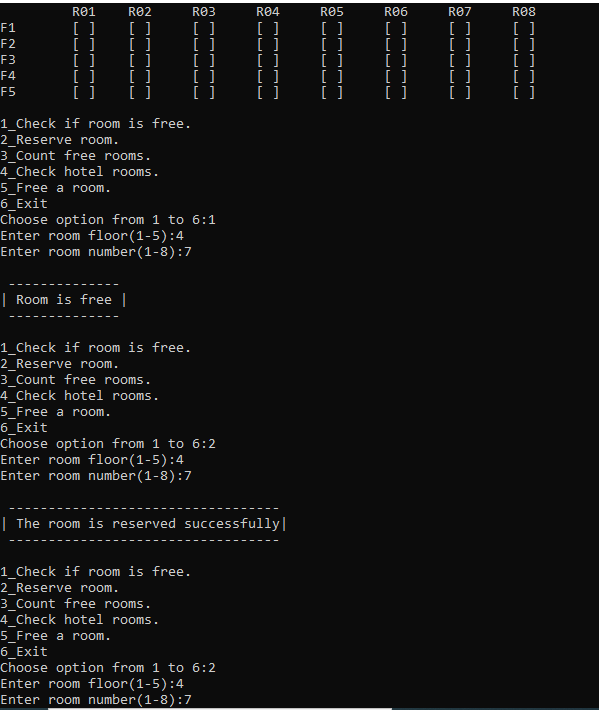 R01 R02 R03 R04 R05 R06 R07 R08
F1 [ ] [ ] [ ] [ ] [ ] [ ] [ ] [ ]
F2 [ ] [ ] [ ] [ ] [ ] [ ] [ ] [ ]
F3 [ ] [ ] [ ] [ ] [ ] [ ] [ ] [ ]
F4 [ ] [ ] [ ] [ ] [ ] [ ] [ ] [ ]
F5 [ ] [ ] [ ] [ ] [ ] [ ] [ ] [ ]
1_Check if room is free.
2_Reserve room.
3_Count free rooms.
4_Check hotel rooms.
5_Free a room.
6_Exit
Choose option from 1 to 6:1
Enter room floor(1-5):4
Enter room number(1-8):7
--------------
| Room is free |
--------------
1_Check if room is free.
2_Reserve room.
3_Count free rooms.
4_Check hotel rooms.
5_Free a room.
6_Exit
Choose option from 1 to 6:2
Enter room floor(1-5):4
Enter room number(1-8):7
----------------------------------
| The room is reserved successfully|
----------------------------------
1_Check if room is free.
2_Reserve room.
3_Count free rooms.
4_Check hotel rooms.
5_Free a room.
6_Exit
Choose option from 1 to 6:2
Enter room floor(1-5):4
Enter room number(1-8):7